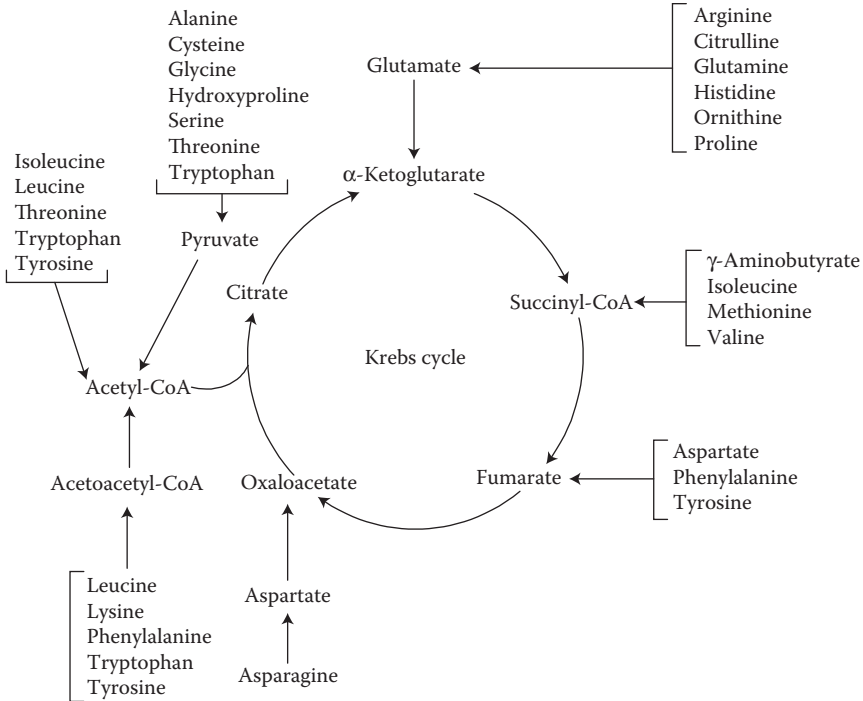 Alanine
Cysteine
Glycine
Hydroxyproline
Serine
Threonine
Tryptophan
Glutamate
Arginine
Citrulline
Glutamine
Histidine
Ornithine
Proline
Isoleucine
Leucine
Threonine
Tryptophan
Tyrosine
Pyruvate
α-Ketoglutarate
Citrate
Succinyl-CoA
γ-Aminobutyrate
Isoleucine
Methionine
Valine
Krebs cycle
Acetyl-CoA
Acetoacetyl-CoA
Oxaloacetate
Fumarate
Aspartate
Phenylalanine
Tyrosine
Leucine
Lysine
Phenylalanine
Tryptophan
Tyrosine
Aspartate
Asparagine